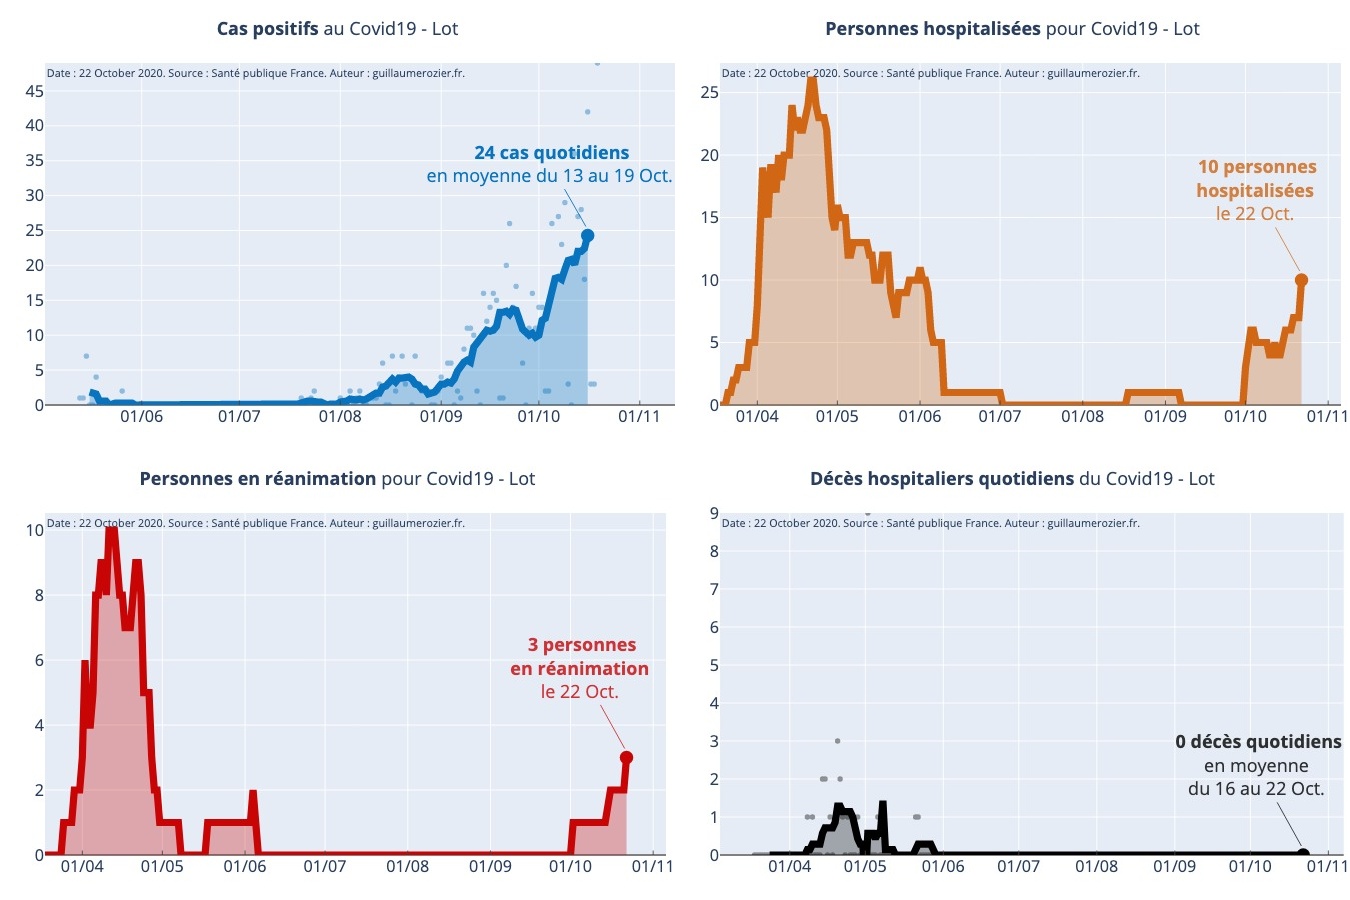 Cas positifs au Covid19 - Lot
Date : 22 October 2020. Source : Santé publique France. Auteur : guillaumerozier.fr.
45
40
35
30
25
20
15
10
5
0
24 cas quotidiens
en moyenne du 13 au 19 Oct.
01/06 01/07 01/08 01/09 01/10 01/11
Personnes hospitalisées pour Covid19 - Lot
Date : 22 October 2020. Source : Santé publique France. Auteur : guillaumerozier.fr.
25
20
15
10
5
0
10 personnes
hospitalisées
le 22 Oct.
01/04 01/05 01/06 01/07 01/08 01/09 01/10 01/11
Personnes en réanimation pour Covid19 - Lot
Date : 22 October 2020. Source : Santé publique France. Auteur : guillaumerozier.fr.
10
8
6
4
2
0
3 personnes
en réanimation
le 22 Oct.
01/04 01/05 01/06 01/07 01/08 01/09 01/10 01/11
Décès hospitaliers quotidiens du Covid19 - Lot
Date : 22 October 2020. Source : Santé publique France. Auteur : guillaumerozier.fr.
9
8
7
6
5
4
3
2
1
0
0 décès quotidiens
en moyenne
du 16 au 22 Oct.
01/04 01/05 01/06 01/07 01/08 01/09 01/10 01/11